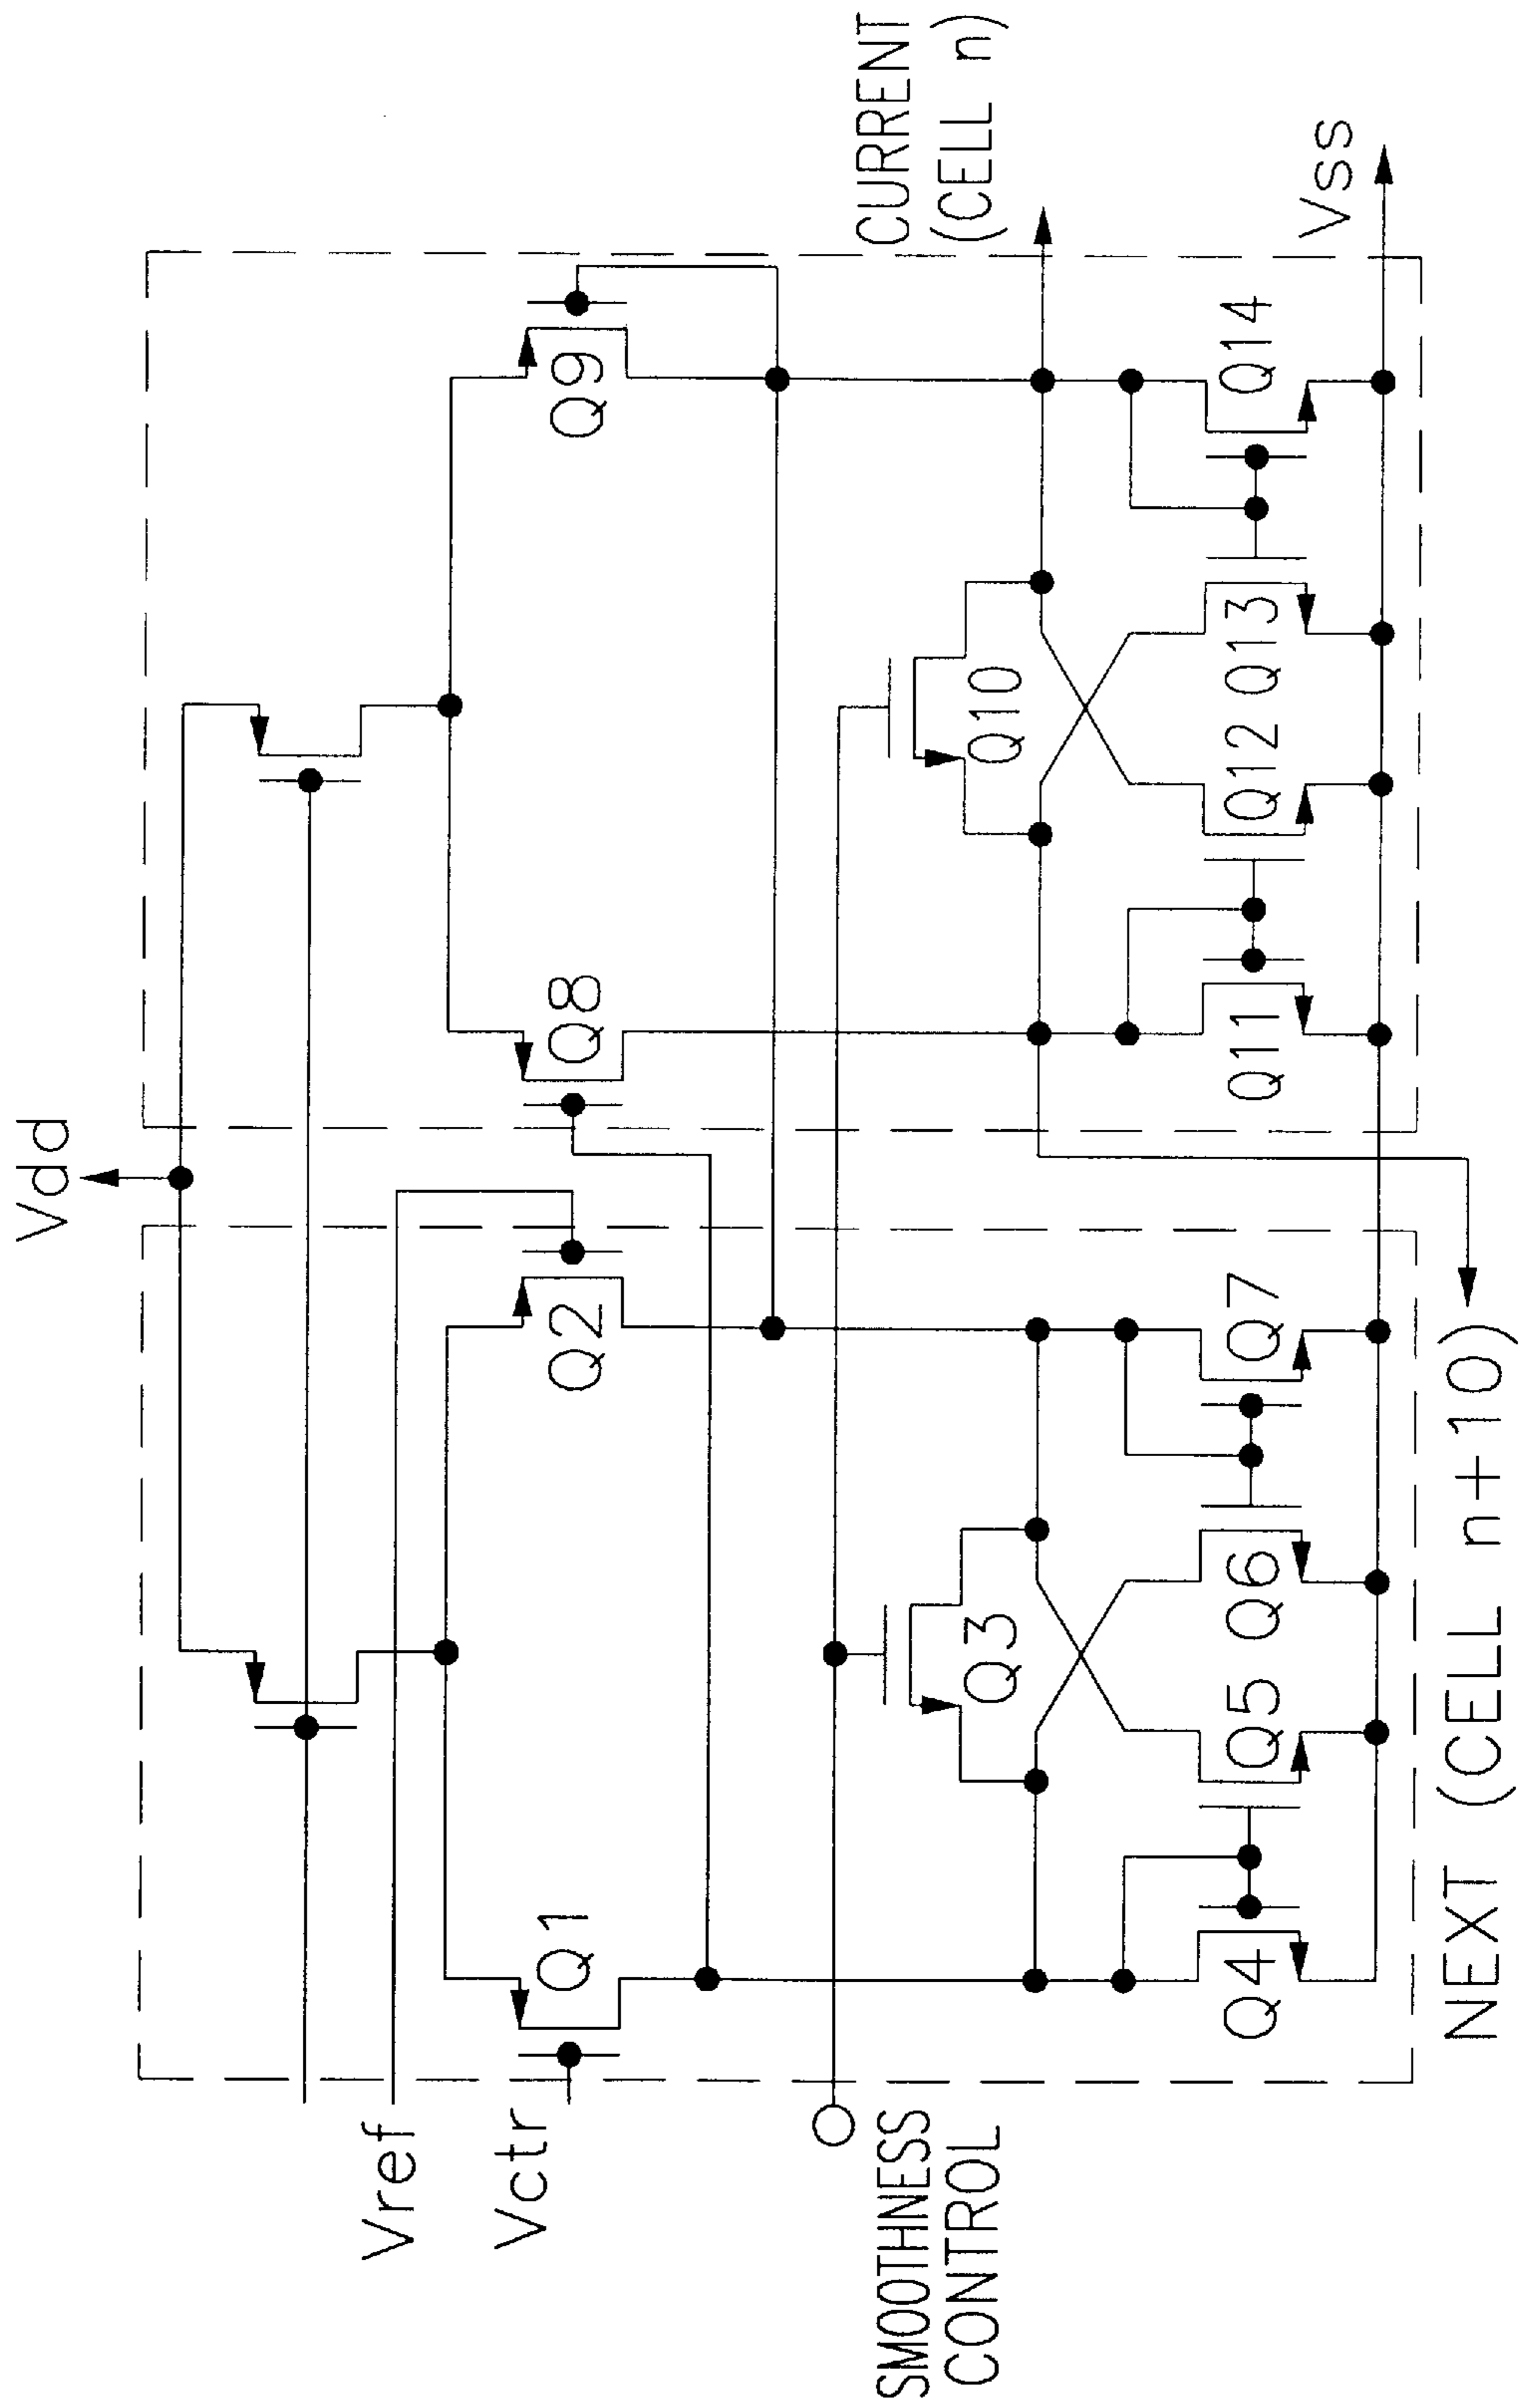 Vdd
Vref
Vctr
Q1
Q2
Q8
Q9
SMOOTHNESS
CONTROL
Q3
Q10
CURRENT
(CELL n)
Q4
Q5
Q6
Q7
Q11
Q12
Q13
Q14
Vss
NEXT (CELL n+10)